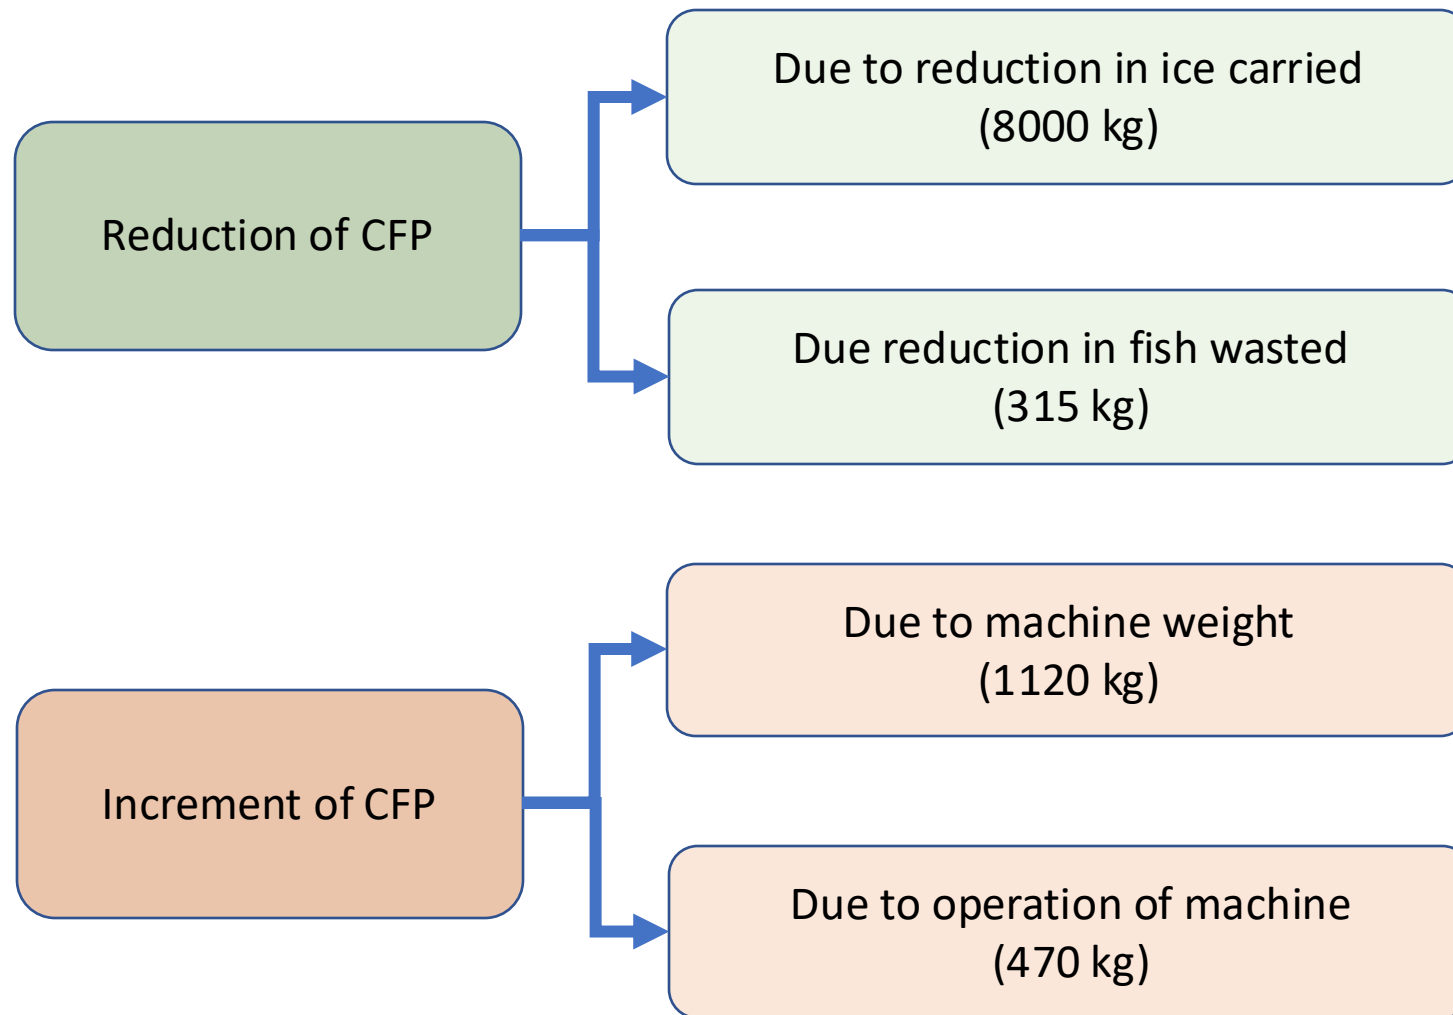 Reduction of CFP
Due to reduction in ice carried
(8000 kg)
Due reduction in fish wasted
(315 kg)
Increment of CFP
Due to machine weight
(1120 kg)
Due to operation of machine
(470 kg)